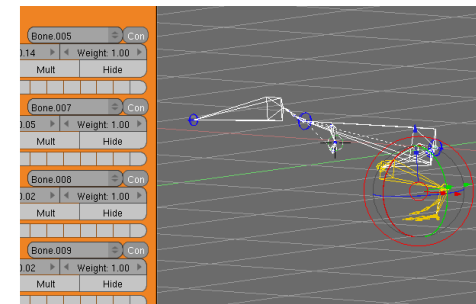 Bone.005 Con
0.14 Weight: 1.00
Mult Hide
Bone.007 Con
0.05 Weight: 1.00
Mult Hide
Bone.008 Con
0.02 Weight: 1.00
Mult Hide
Bone.009 Con
0.02 Weight: 1.00
Mult Hide